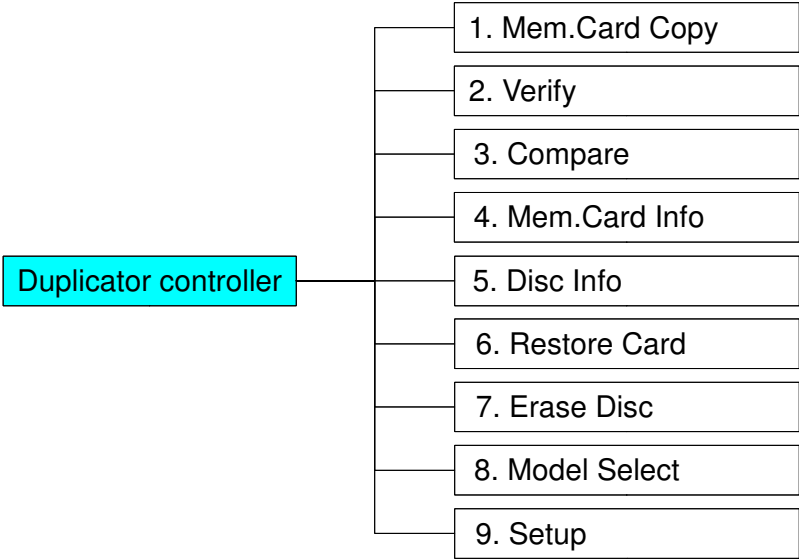 1. Mem.Card Copy
2. Verify
3. Compare
4. Mem.Card Info
Duplicator controller
5. Disc Info
6. Restore Card
7. Erase Disc
8. Model Select
9. Setup